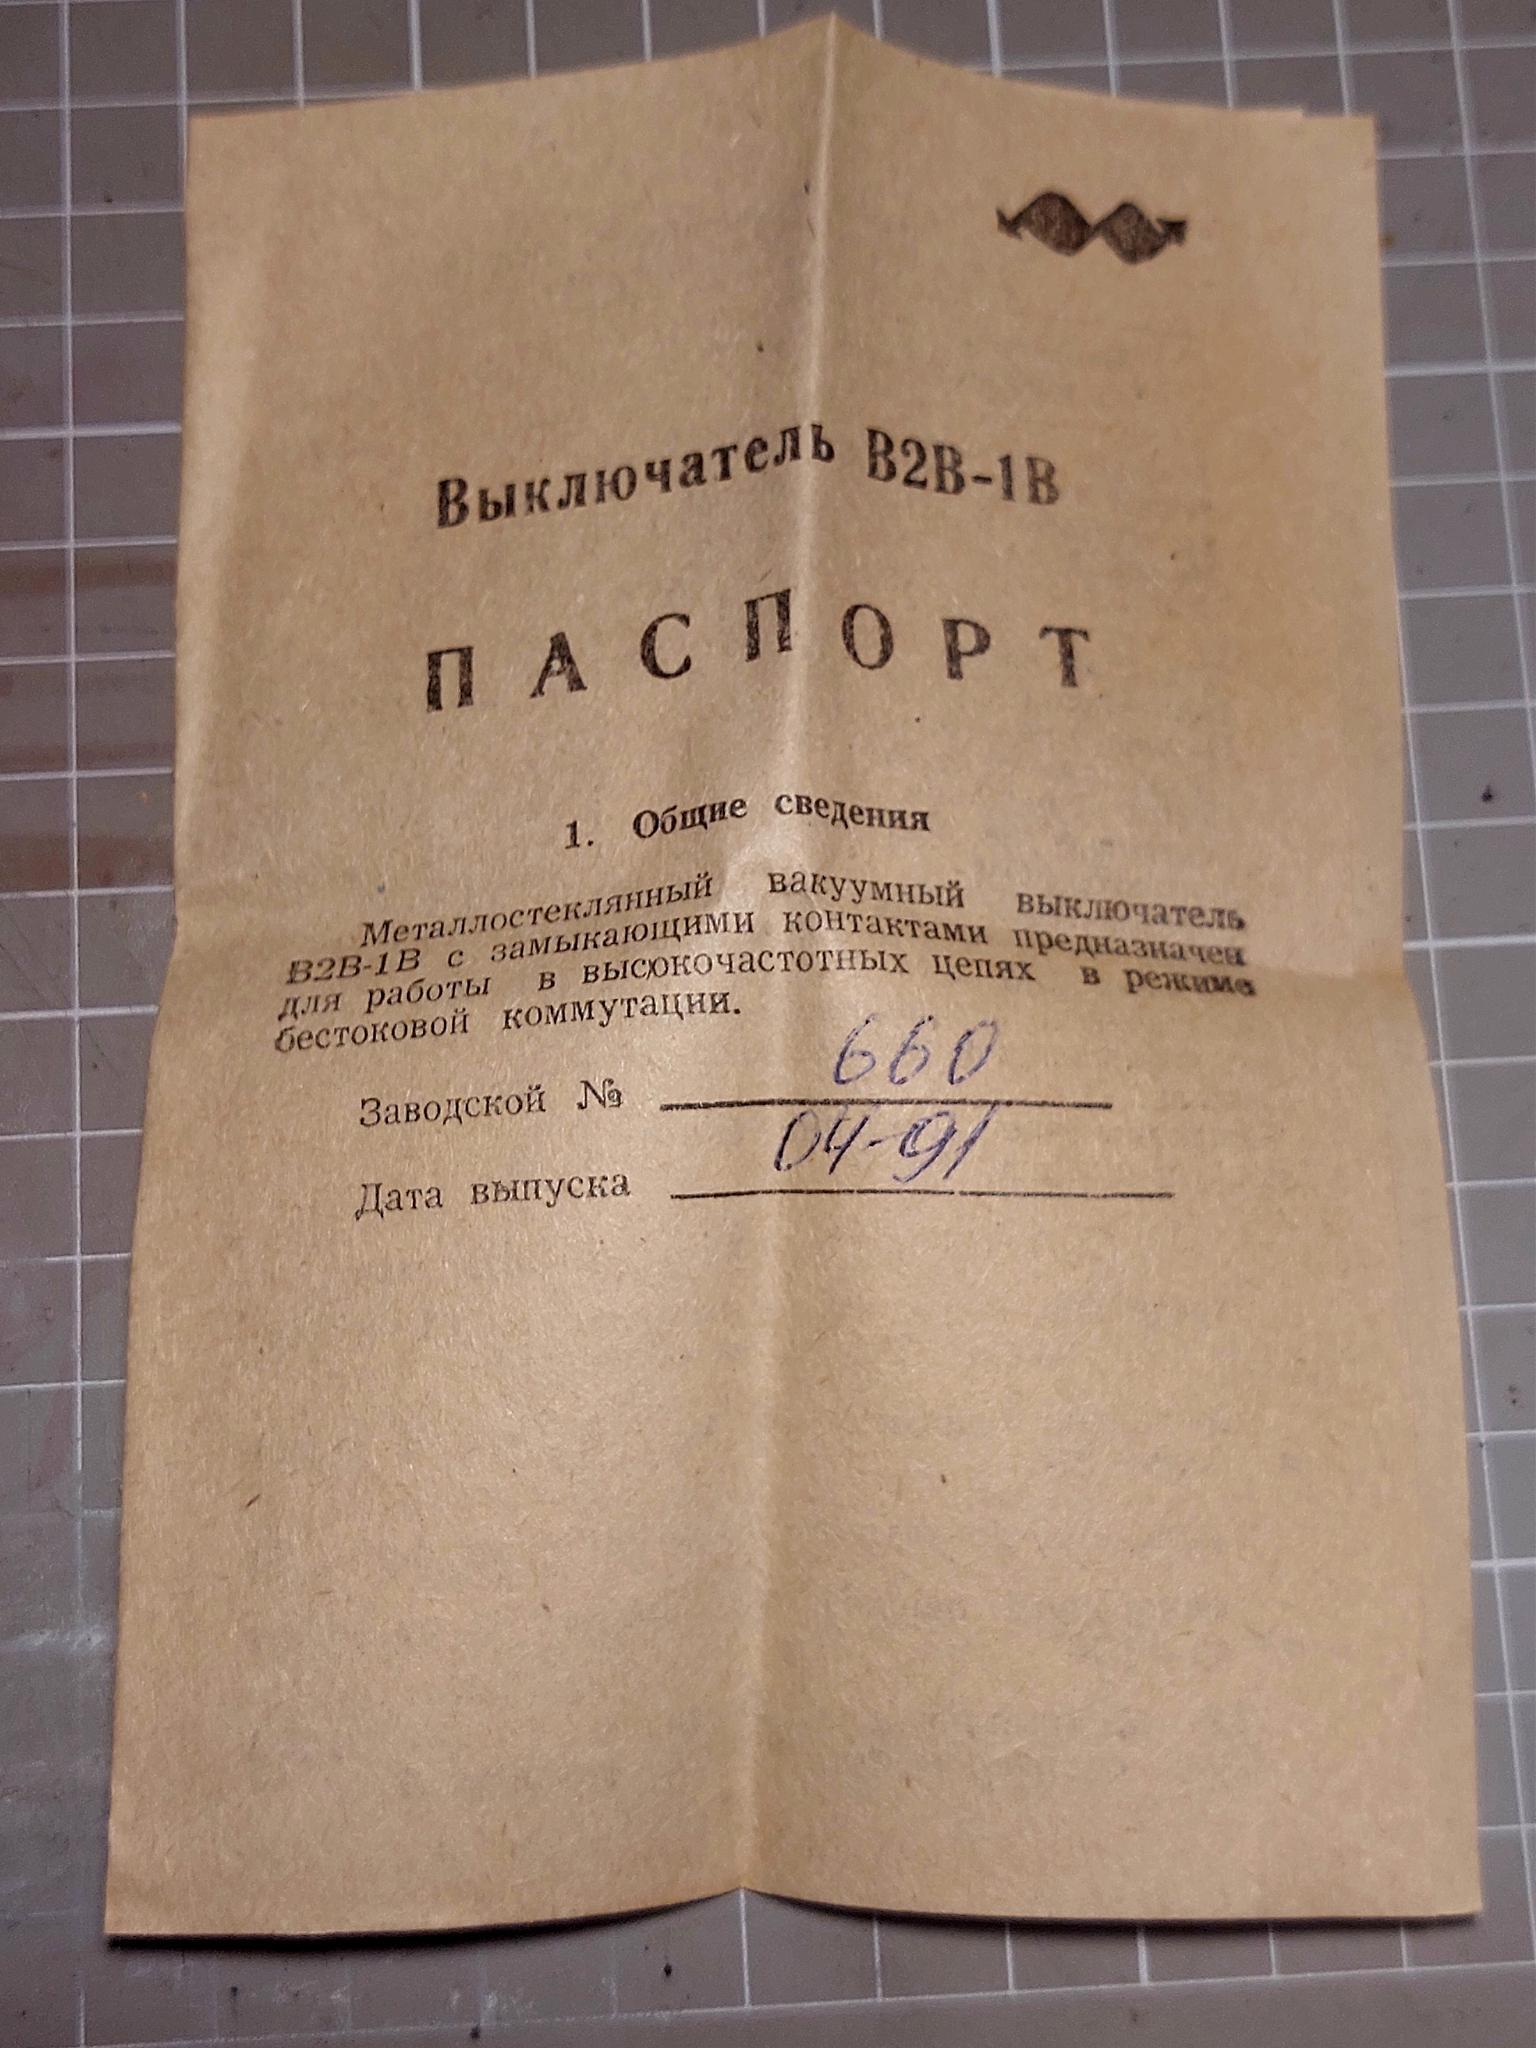 Выключатель В2В-1В
ПАСПОРТ
1. Общие сведения
Металлостеклянный вакуумный выключатель
В2В-1В с замыкающими контактами предназначен
для работы в высокочастотных цепях в режиме
бестоковой коммутации.
Заводской № 660
Дата выпуска 04-91